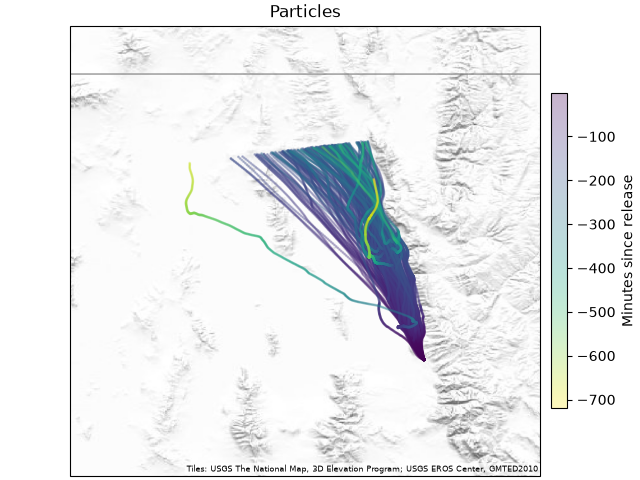 Particles
−100
−200
−300
−400
−500
−600
−700
Minutes since release
Tiles: USGS The National Map, 3D Elevation Program; USGS EROS Center, GMTED2010